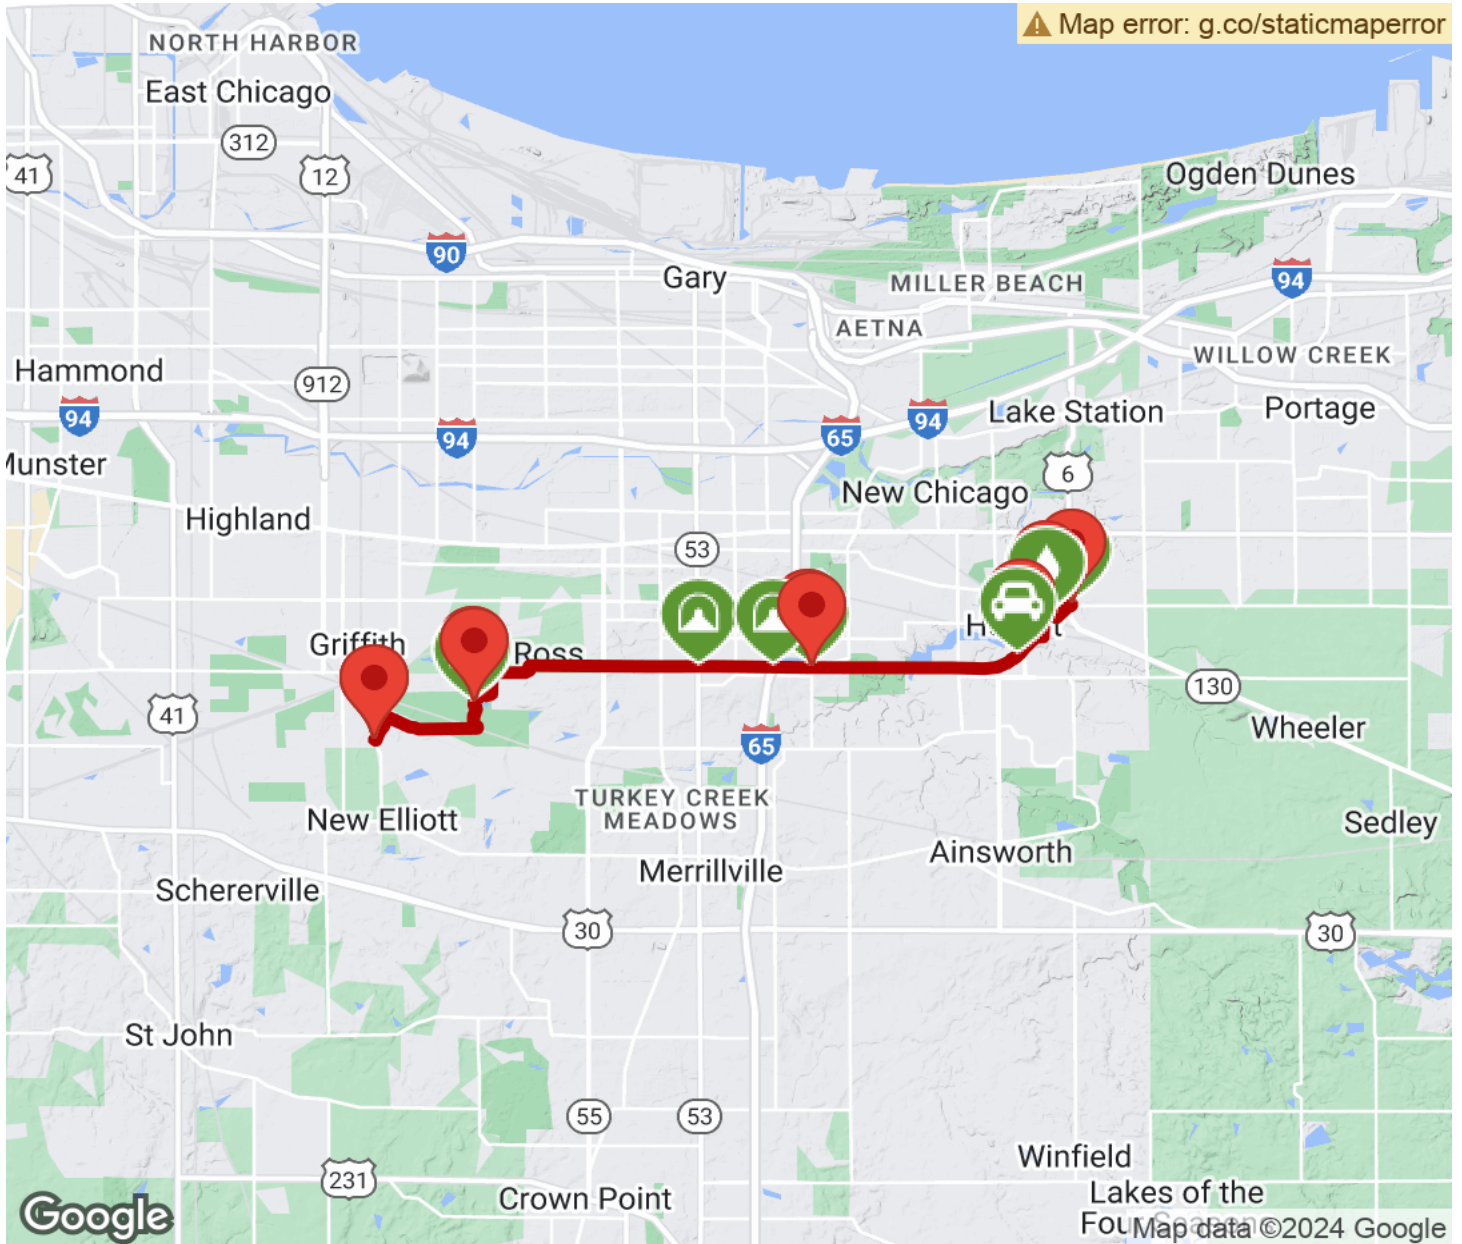 Map error: g.co/staticmaperror
NORTH HARBOR
East Chicago
312
41
12
Ogden Dunes
90
Gary
94
MILLER BEACH
AETNA
WILLOW CREEK
Hammond
912
94
94
65
94
Lake Station
Portage
Munster
6
New Chicago
Highland
53
Griffith
Ross
130
41
65
Wheeler
TURKEY CREEK
MEADOWS
New Elliott
Sedley
Ainsworth
Merrillville
Schererville
30
30
St John
55
53
Winfield
231
Crown Point
Lakes of the
Four Seasons
Google
Map data ©2024 Google